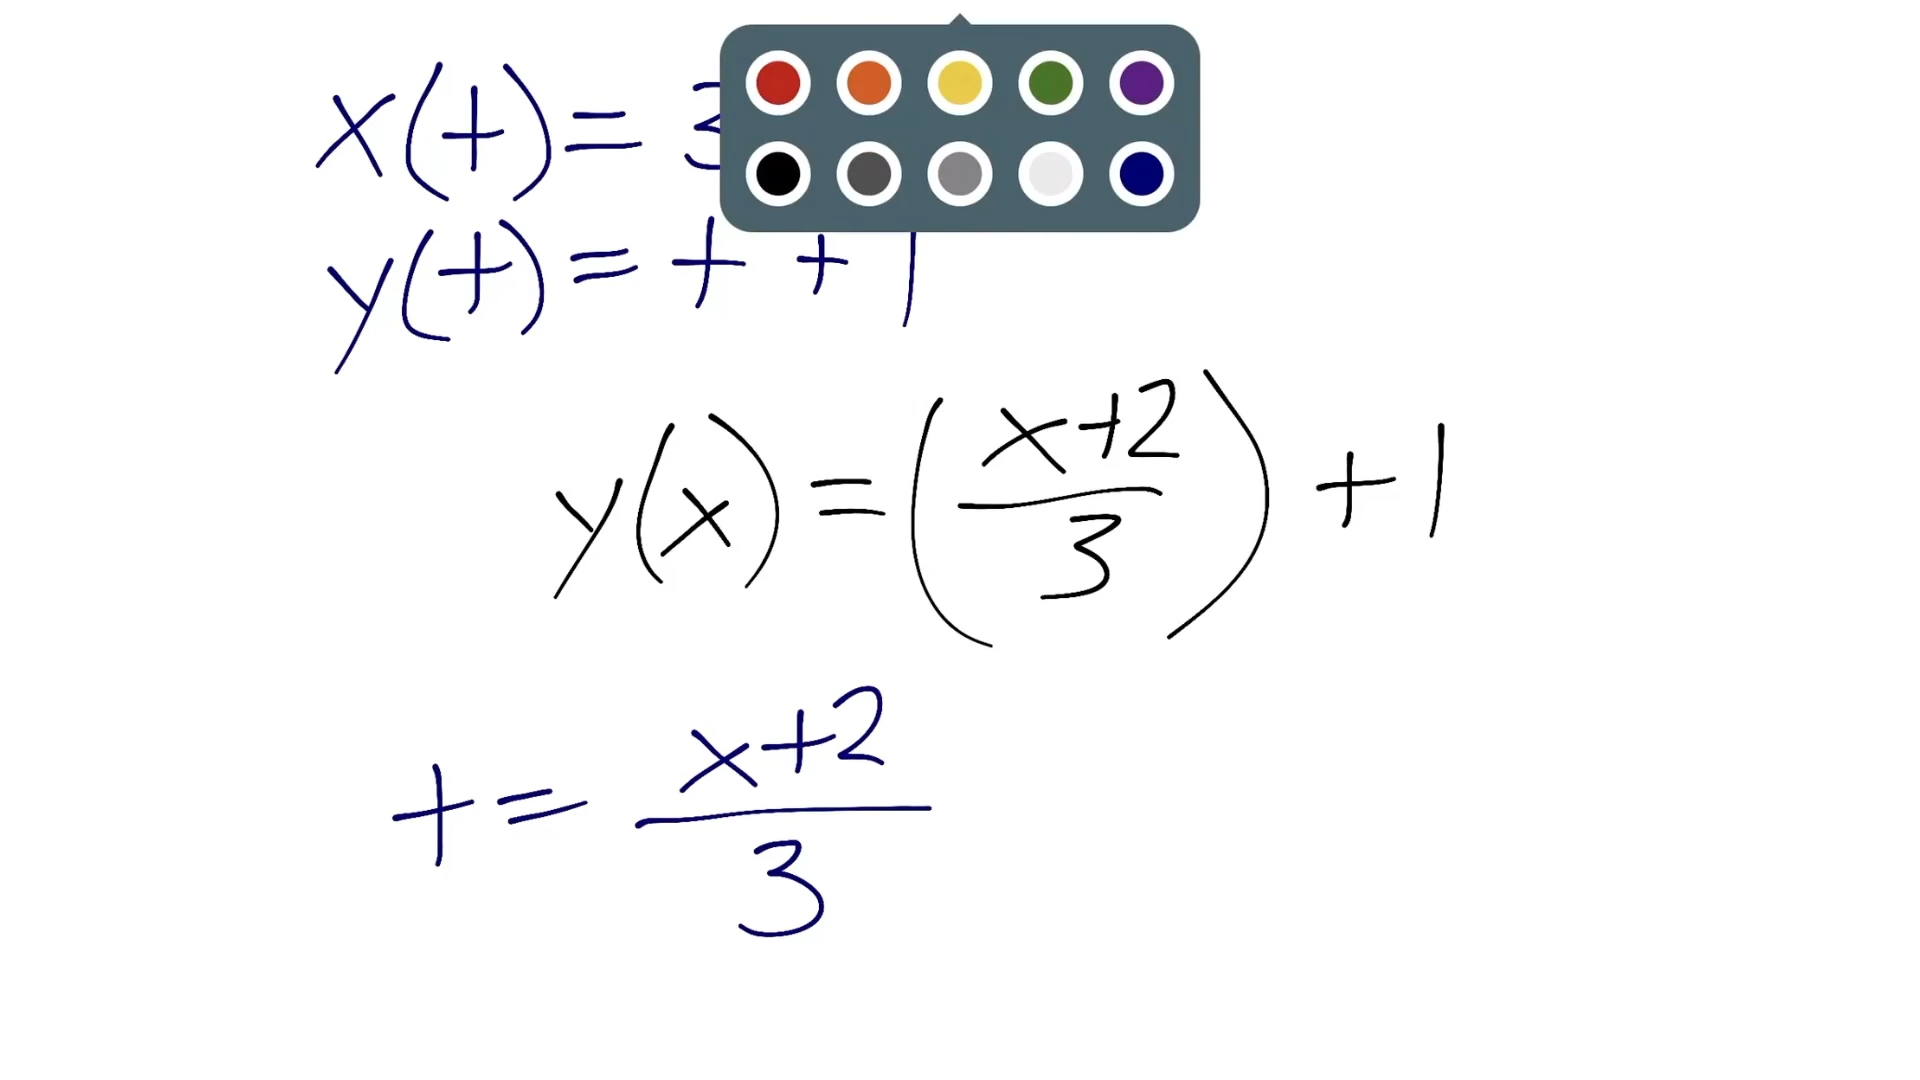 x(t) = 3
y(t) = t + 1
y(x) = (x+2/3) + 1
t = x+2/3